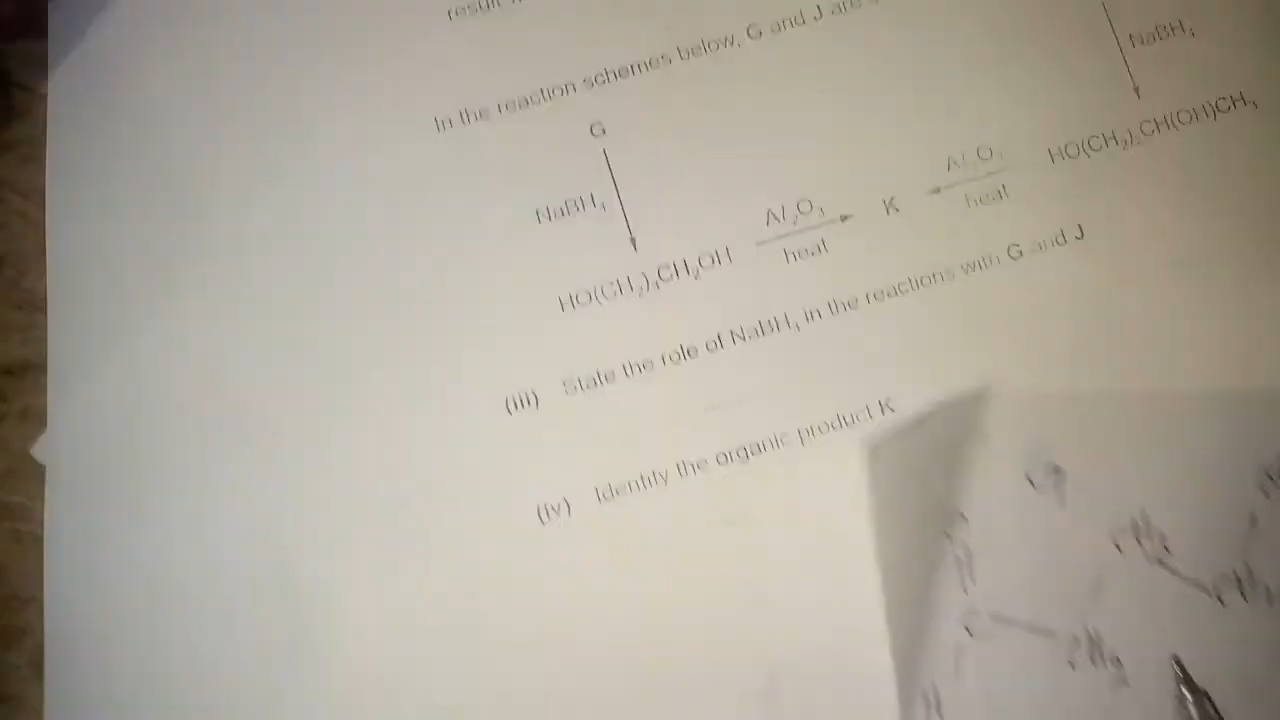 In the reaction schemes below, G and J are
G
NaBH₄
NaBH₄
HO(CH₂)₂CH(OH)CH₃
Al₂O₃
heat
K
Al₂O₃
heat
HO(CH₂) CH₂OH
(iii) State the role of NaBH₄ in the reactions with G and J
(iv) Identify the organic product K